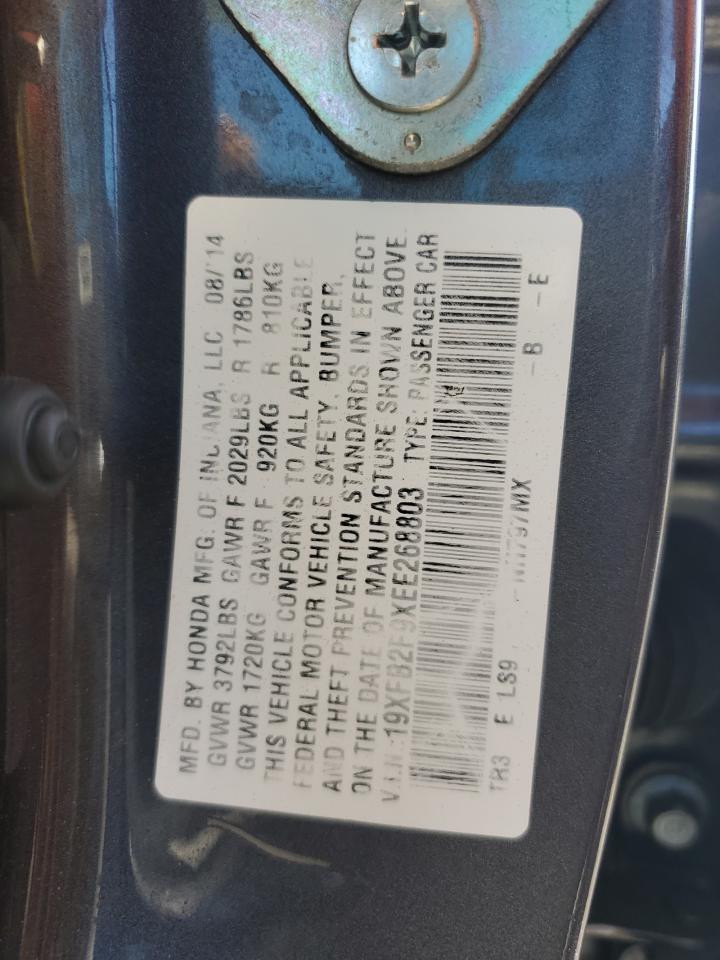 MFD. BY HONDA MFG. OF INDIANA, LLC 08/14
GVWR 3792LBS GAWR F 2029LBS R 1786LBS
GVWR 1720KG GAWR F 920KG R 810KG
THIS VEHICLE CONFORMS TO ALL APPLICABLE
FEDERAL MOTOR VEHICLE SAFETY, BUMPER,
AND THEFT PREVENTION STANDARDS IN EFFECT
ON THE DATE OF MANUFACTURE SHOWN ABOVE.
V.I.N.: 19XFB2F9XEE268803 TYPE: PASSENGER CAR
TR3 E LS9 -B -E